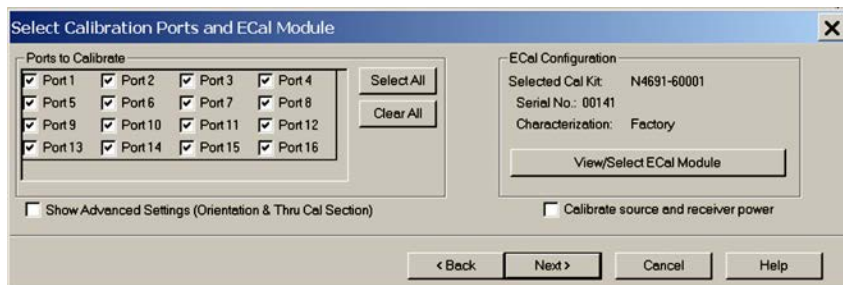 Select Calibration Ports and ECal Module
Ports to Calibrate
Port 1 Port 2 Port 3 Port 4
Port 5 Port 6 Port 7 Port 8
Port 9 Port 10 Port 11 Port 12
Port 13 Port 14 Port 15 Port 16
Select All
Clear All
Show Advanced Settings (Orientation & Thru Cal Section)
ECal Configuration
Selected Cal Kit: N4691-60001
Serial No.: 00141
Characterization: Factory
View/Select ECal Module
Calibrate source and receiver power
< Back Next > Cancel Help